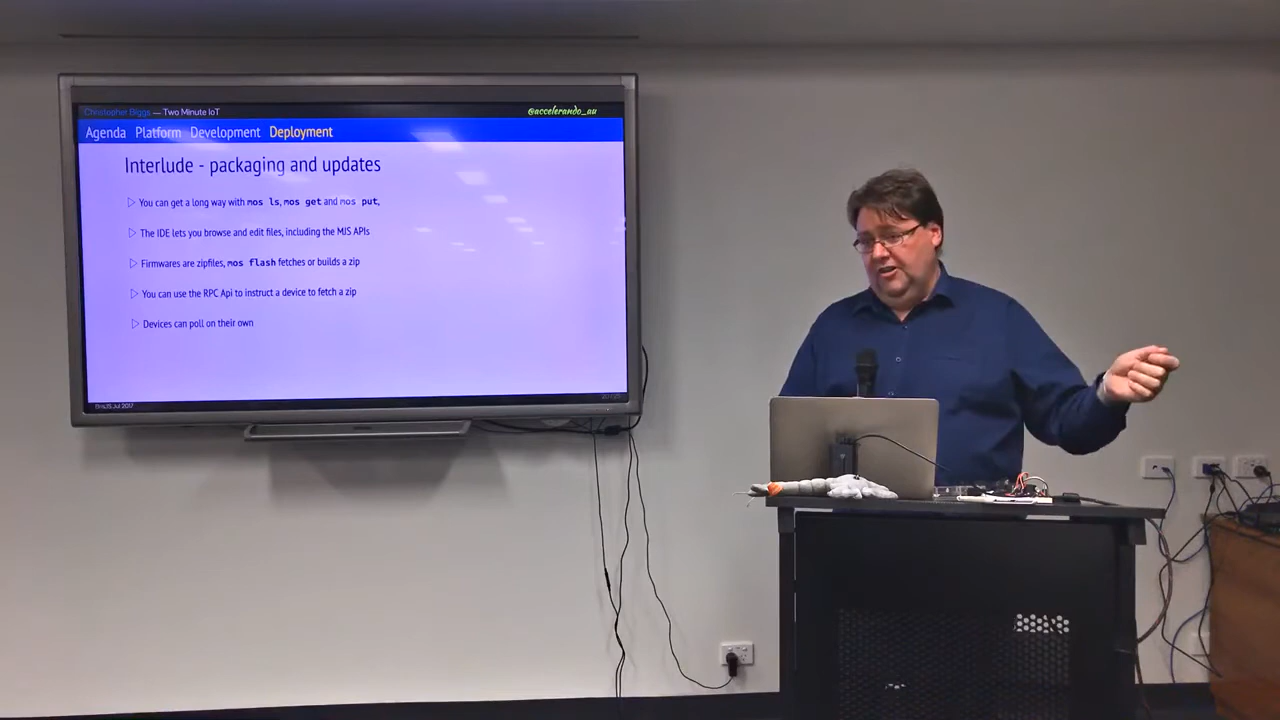 Christopher Biggs — Two Minute IoT
@accelerando_au
Agenda Platform Development Deployment
Interlude - packaging and updates
▷ You can get a long way with mos ls, mos get and mos put,
▷ The IDE lets you browse and edit files, including the MJS APIs
▷ Firmwares are zipfiles, mos flash fetches or builds a zip
▷ You can use the RPC Api to instruct a device to fetch a zip
▷ Devices can poll on their own
BrisJS Jul 2017